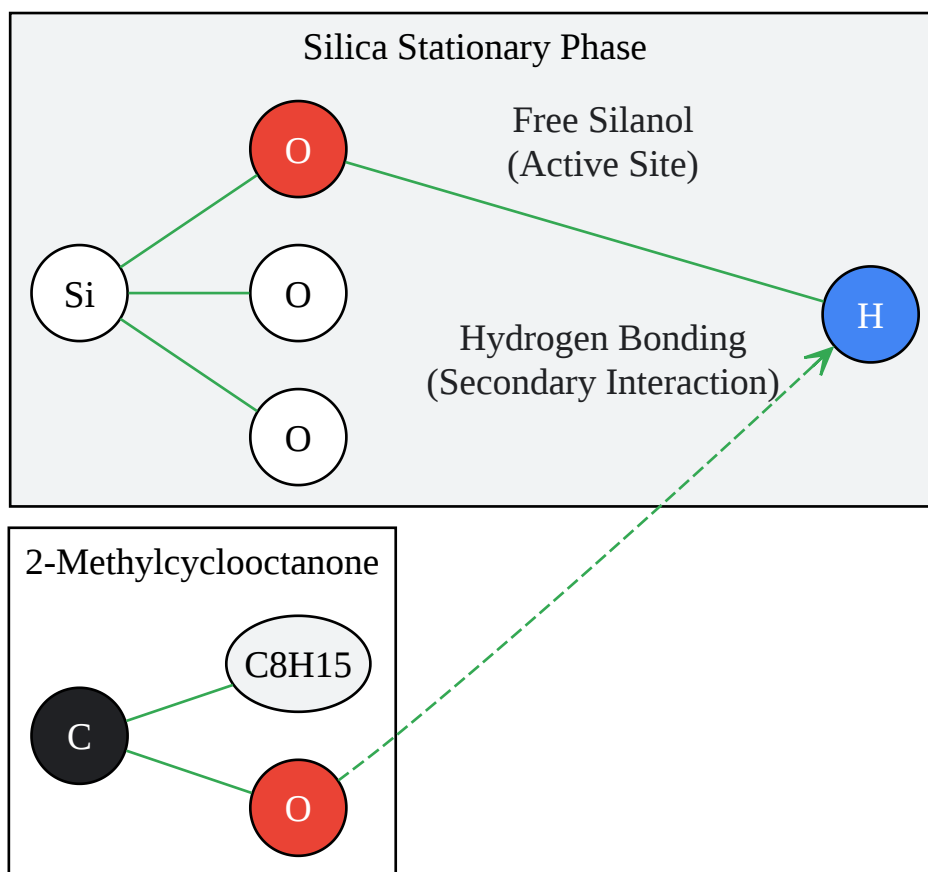 Silica Stationary Phase
Free Silanol
(Active Site)
O
Si
O
H
Hydrogen Bonding
(Secondary Interaction)
O
2-Methylcyclooctanone
C8H15
C
O